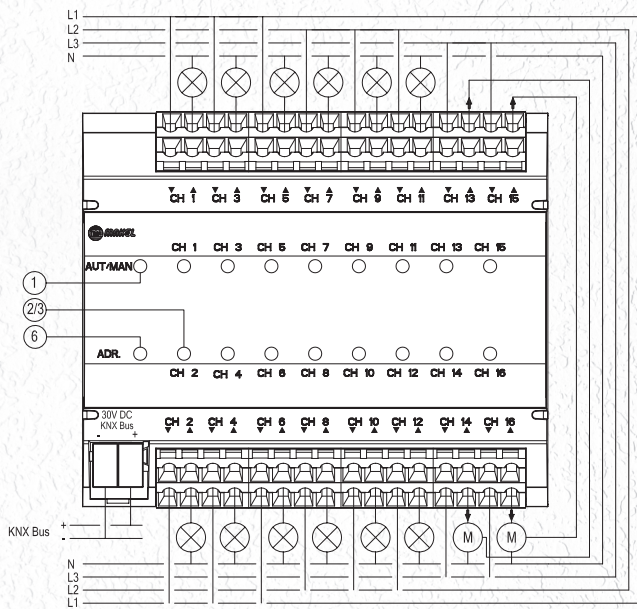 L1
L2
L3
N
CH 1 CH 3 CH 5 CH 7 CH 9 CH 11 CH 13 CH 15
MAKEL
CH 1 CH 3 CH 5 CH 7 CH 9 CH 11 CH 13 CH 15
1 AUT/MAN
2/3
6 ADR.
CH 2 CH 4 CH 6 CH 8 CH 10 CH 12 CH 14 CH 16
30V DC
KNX Bus
- +
CH 2 CH 4 CH 6 CH 8 CH 10 CH 12 CH 14 CH 16
KNX Bus
+
-
M M
N
L3
L2
L1